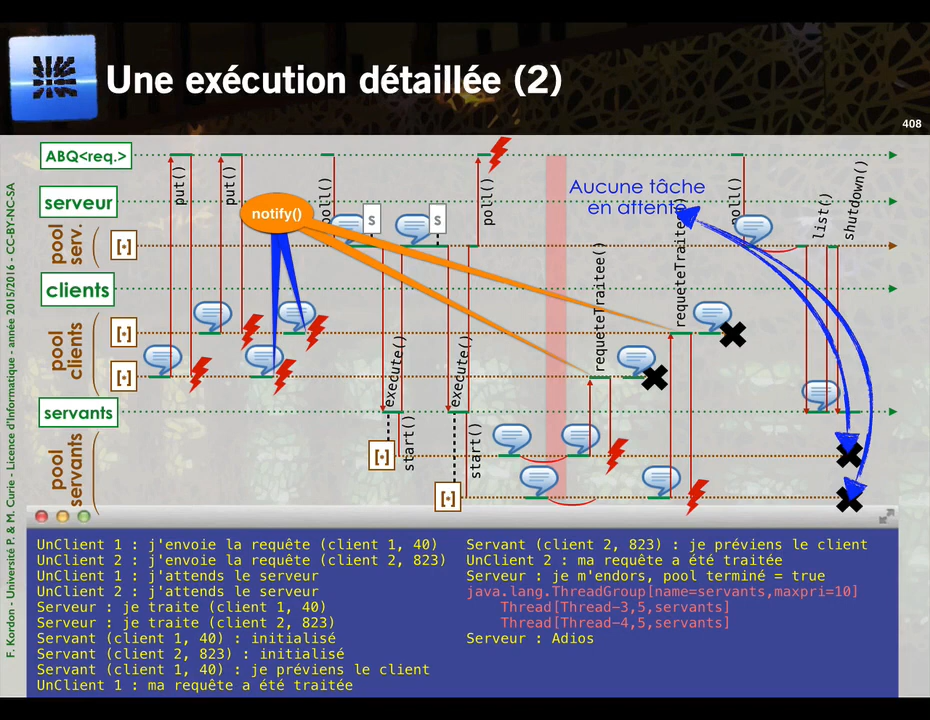 Une exécution détaillée (2)
408
F. Kordon - Université P. & M. Curie - Licence d'Informatique - année 2015/2016 - CC-BY-NC-SA
ABQ<req.>
serveur
pool serv.
[·]
clients
pool clients
[·]
[·]
servants
pool servants
[·]
[·]
put()
put()
poll()
notify()
s
s
poll()
Aucune tâche
en attente
poll()
list()
shutdown()
execute()
execute()
start()
start()
requeteTraitee()
requeteTraitee()
UnClient 1 : j'envoie la requête (client 1, 40)
UnClient 2 : j'envoie la requête (client 2, 823)
UnClient 1 : j'attends le serveur
UnClient 2 : j'attends le serveur
Serveur : je traite (client 1, 40)
Serveur : je traite (client 2, 823)
Servant (client 1, 40) : initialisé
Servant (client 2, 823) : initialisé
Servant (client 1, 40) : je préviens le client
UnClient 1 : ma requête a été traitée
Servant (client 2, 823) : je préviens le client
UnClient 2 : ma requête a été traitée
Serveur : je m'endors, pool terminé = true
java.lang.ThreadGroup[name=servants,maxpri=10]
Thread[Thread-3,5,servants]
Thread[Thread-4,5,servants]
Serveur : Adios